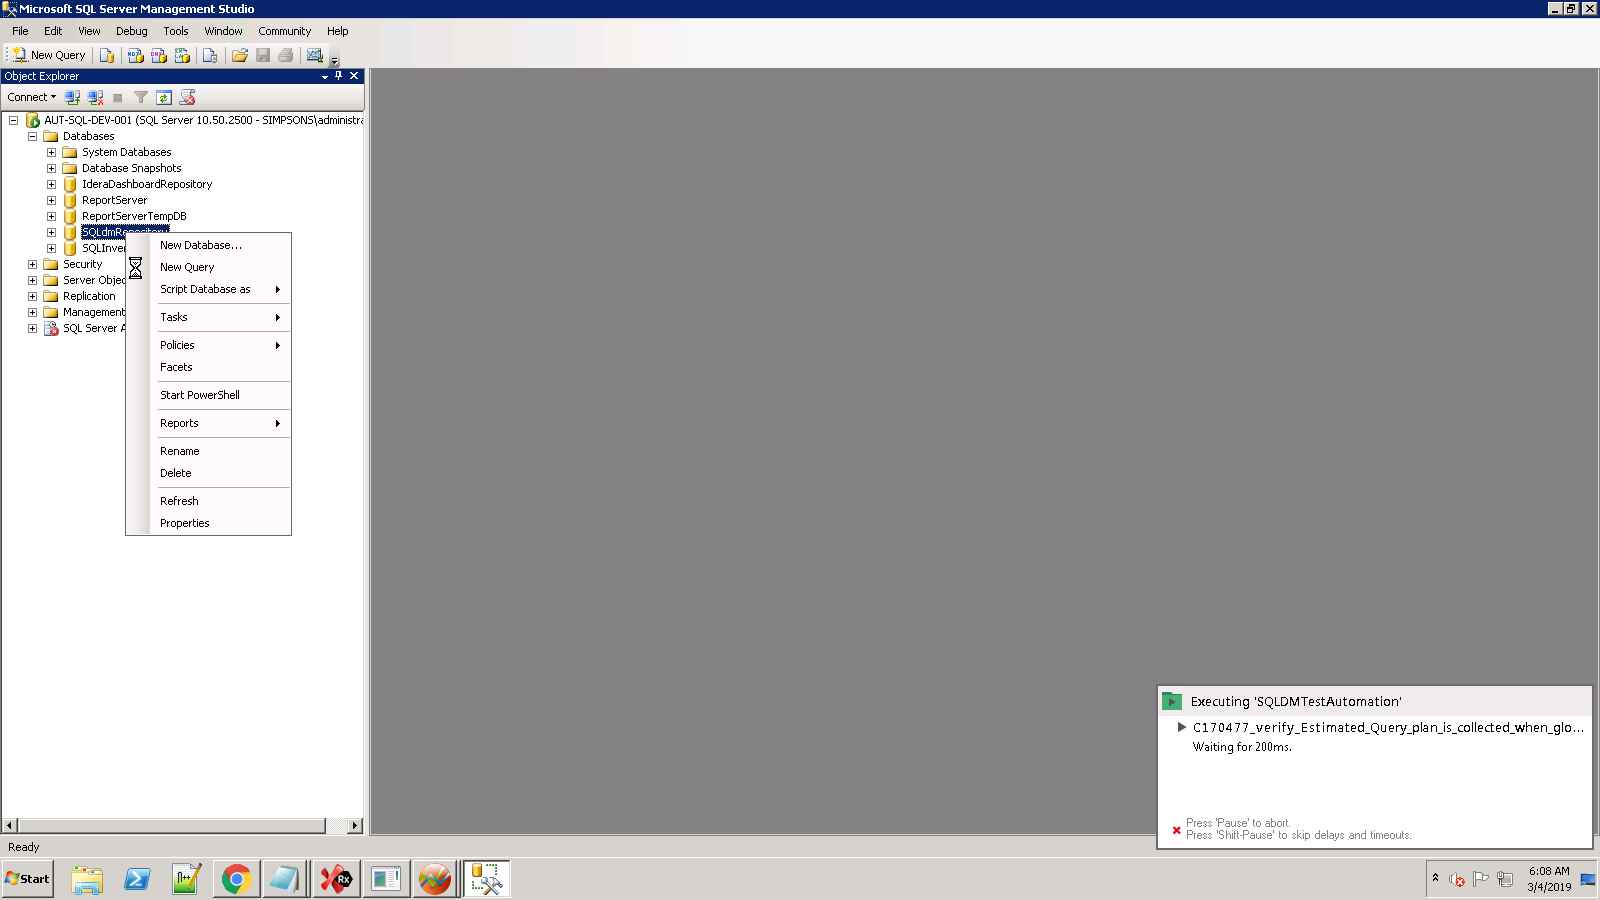 Microsoft SQL Server Management Studio
File Edit View Debug Tools Window Community Help
New Query
Object Explorer
Connect
AUT-SQL-DEV-001 (SQL Server 10.50.2500 - SIMPSONS\administra
Databases
System Databases
Database Snapshots
IderaDashboardRepository
ReportServer
ReportServerTempDB
SQLdmRepository
SQLInver
Security
Server Objec
Replication
Management
SQL Server A
New Database...
New Query
Script Database as
Tasks
Policies
Facets
Start PowerShell
Reports
Rename
Delete
Refresh
Properties
Executing 'SQLDMTestAutomation'
C170477_verify_Estimated_Query_plan_is_collected_when_glo...
Waiting for 200ms.
Press 'Pause' to abort.
Press 'Shift-Pause' to skip delays and timeouts.
Ready
Start
6:08 AM
3/4/2019